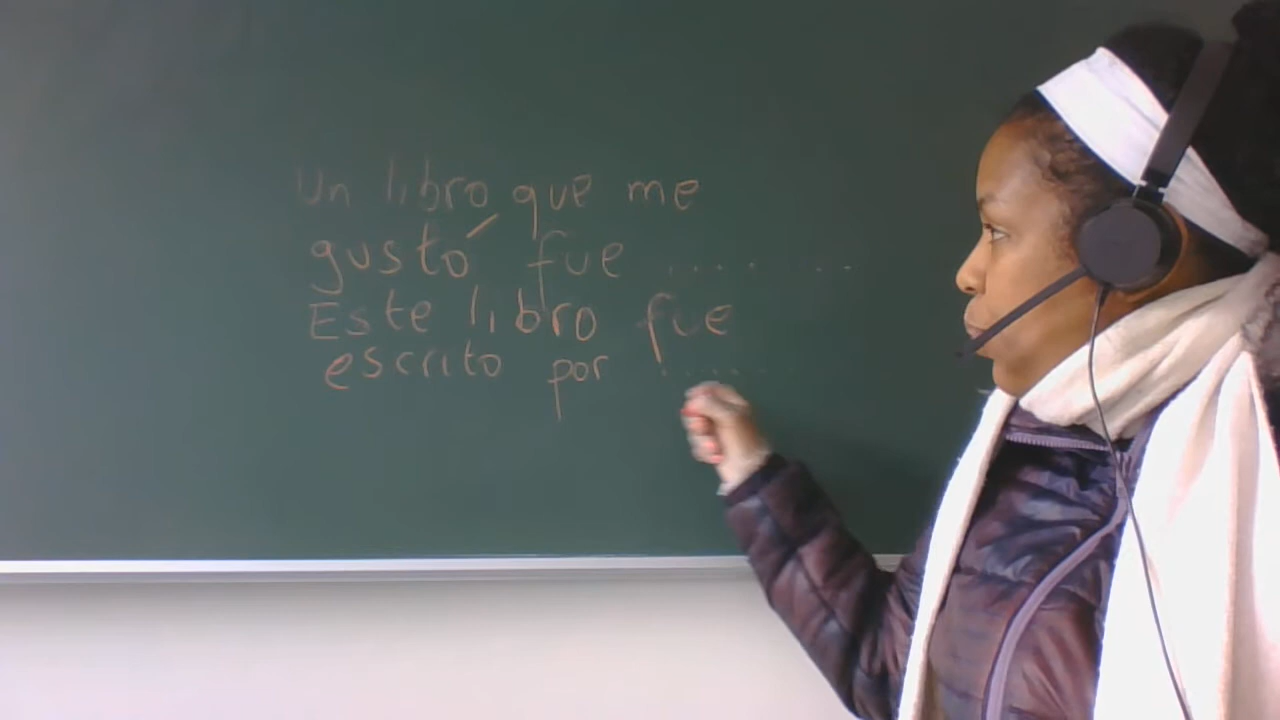 Un libro que me
gustó fue .... ...
Este libro fue
escrito por .....